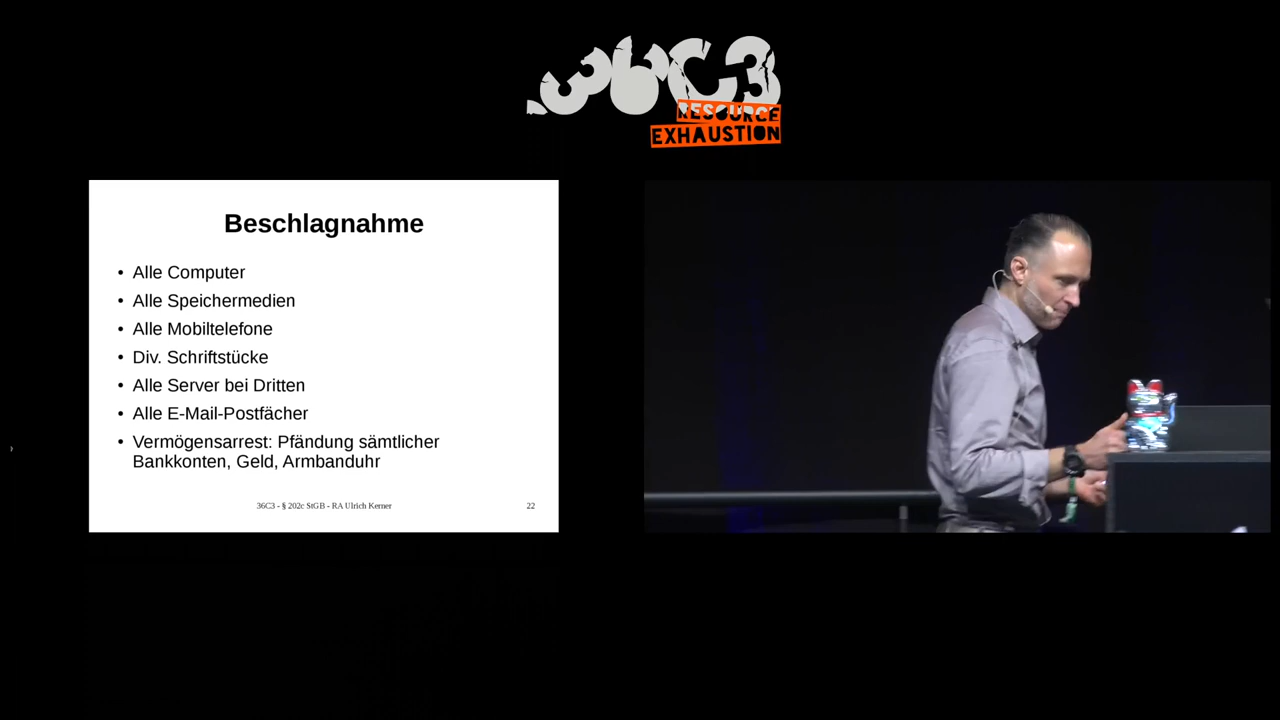 36C3
RESOURCE
EXHAUSTION
Beschlagnahme
• Alle Computer
• Alle Speichermedien
• Alle Mobiltelefone
• Div. Schriftstücke
• Alle Server bei Dritten
• Alle E-Mail-Postfächer
• Vermögensarrest: Pfändung sämtlicher
Bankkonten, Geld, Armbanduhr
36C3 - § 202c StGB - RA Ulrich Kerner
22